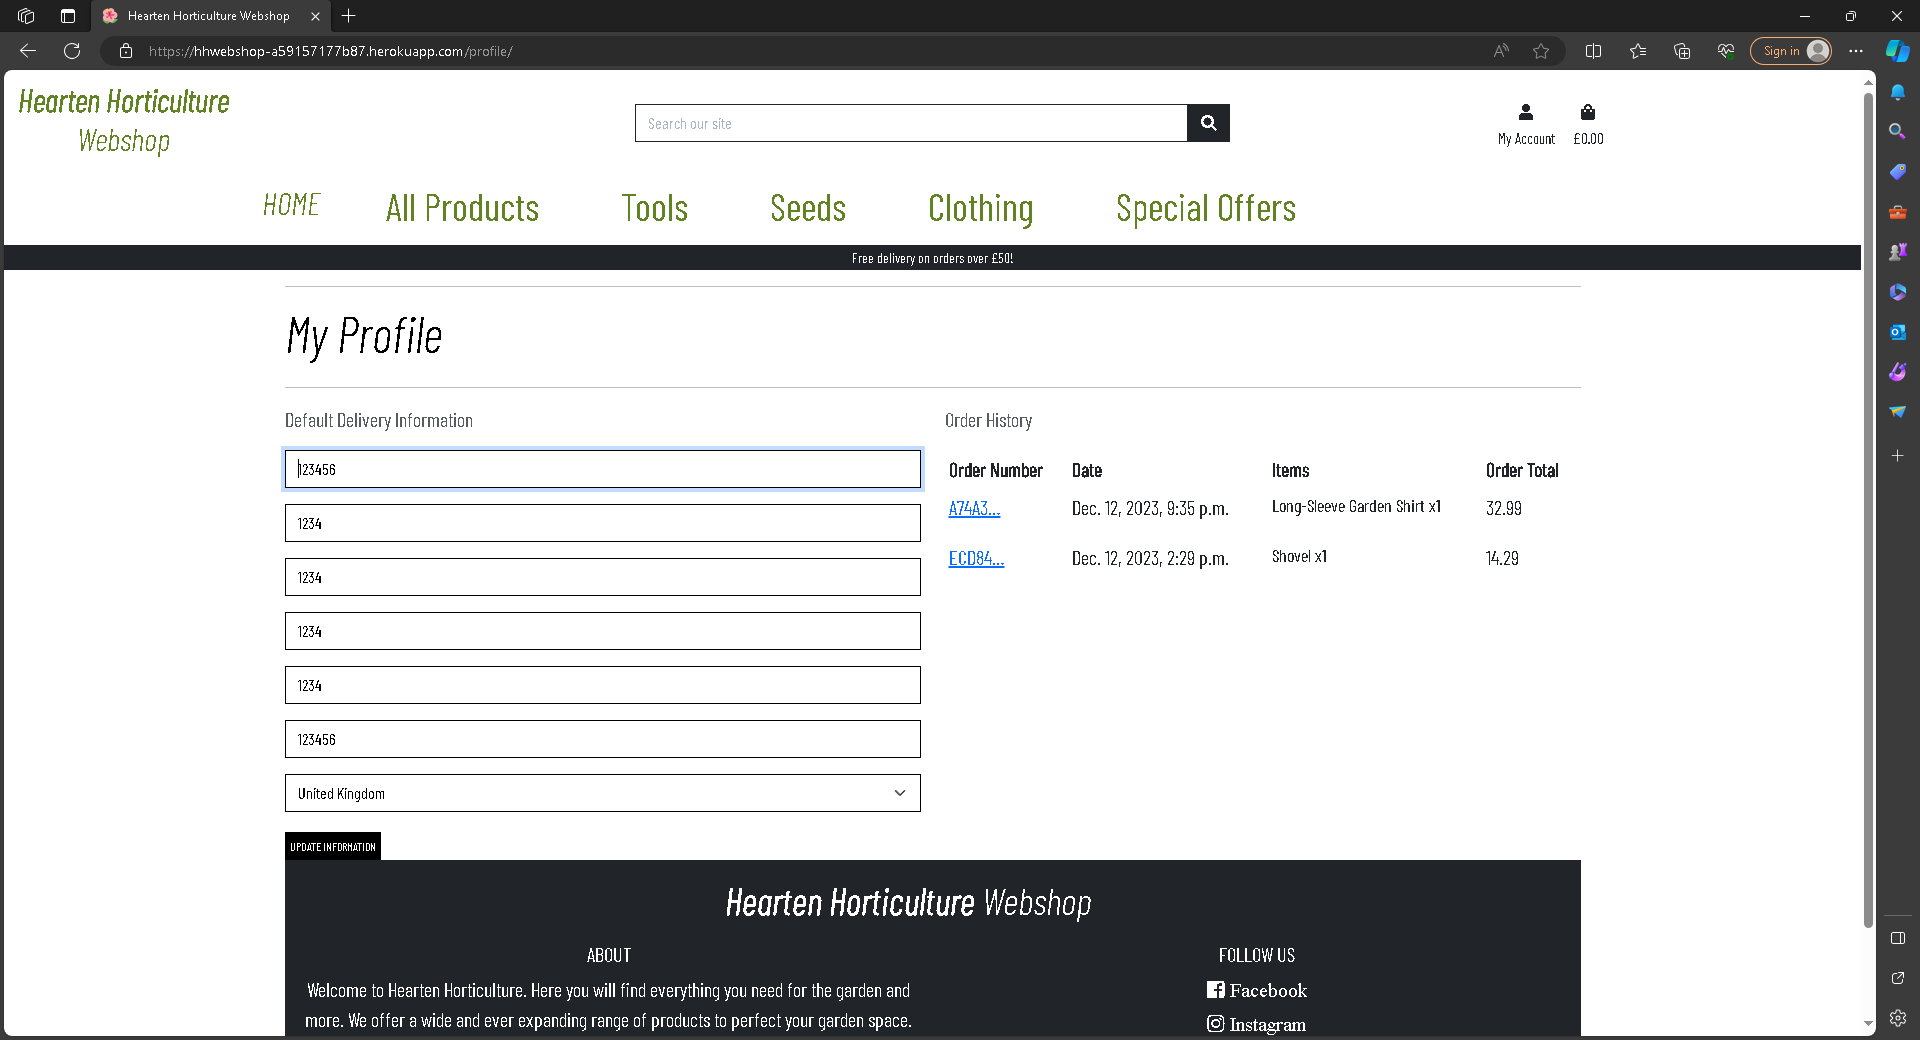 Hearten Horticulture Webshop
Sign in
https://hhwebshop-a59157177b87.herokuapp.com/profile/
Hearten Horticulture
Webshop
Search our site
My Account
£0.00
HOME
All Products
Tools
Seeds
Clothing
Special Offers
Free delivery on orders over £50!
My Profile
Default Delivery Information
123456
1234
1234
1234
1234
123456
United Kingdom
UPDATE INFORMATION
Order History
Order Number Date Items Order Total
A74A3... Dec. 12, 2023, 9:35 p.m. Long-Sleeve Garden Shirt x1 32.99
ECD84... Dec. 12, 2023, 2:29 p.m. Shovel x1 14.29
Hearten Horticulture Webshop
ABOUT
Welcome to Hearten Horticulture. Here you will find everything you need for the garden and
more. We offer a wide and ever expanding range of products to perfect your garden space.
FOLLOW US
Facebook
Instagram